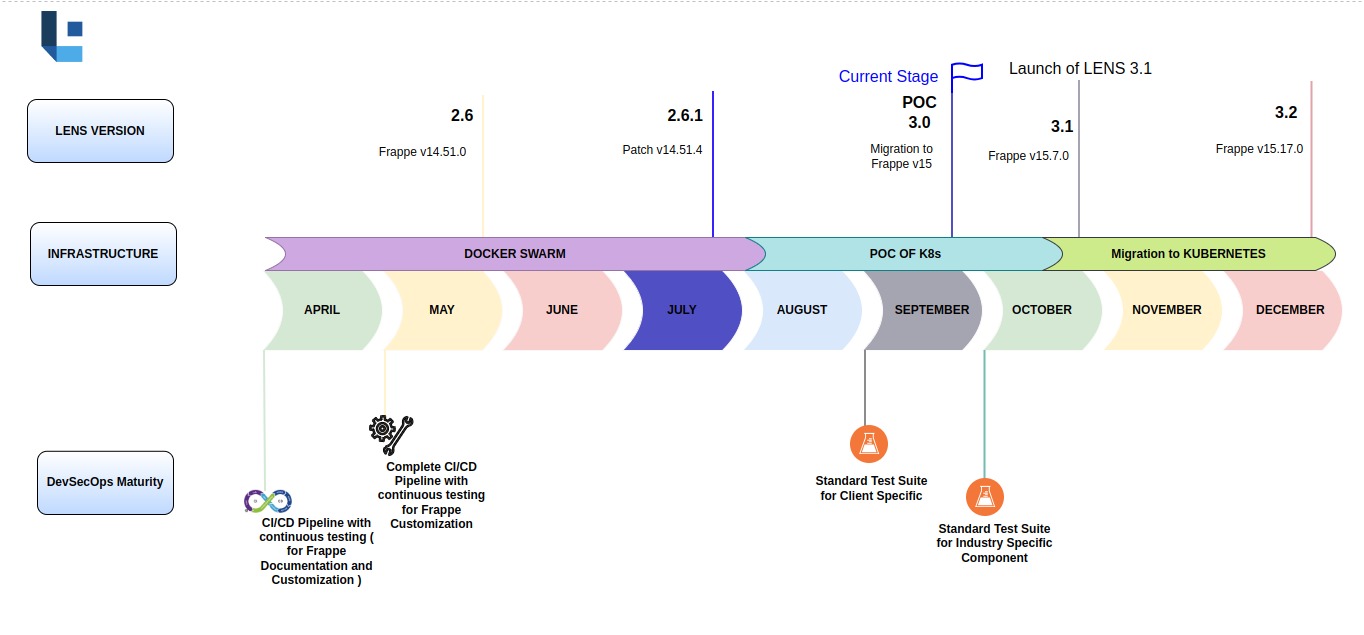 Current Stage
Launch of LENS 3.1
LENS VERSION
2.6
Frappe v14.51.0
2.6.1
Patch v14.51.4
POC
3.0
Migration to
Frappe v15
3.1
Frappe v15.7.0
3.2
Frappe v15.17.0
INFRASTRUCTURE
DOCKER SWARM
POC OF K8s
Migration to KUBERNETES
APRIL
MAY
JUNE
JULY
AUGUST
SEPTEMBER
OCTOBER
NOVEMBER
DECEMBER
DevSecOps Maturity
CI/CD Pipeline with
continuous testing (
for Frappe
Documentation and
Customization )
Complete CI/CD
Pipeline with
continuous testing
for Frappe
Customization
Standard Test Suite
for Client Specific
Standard Test Suite
for Industry Specific
Component